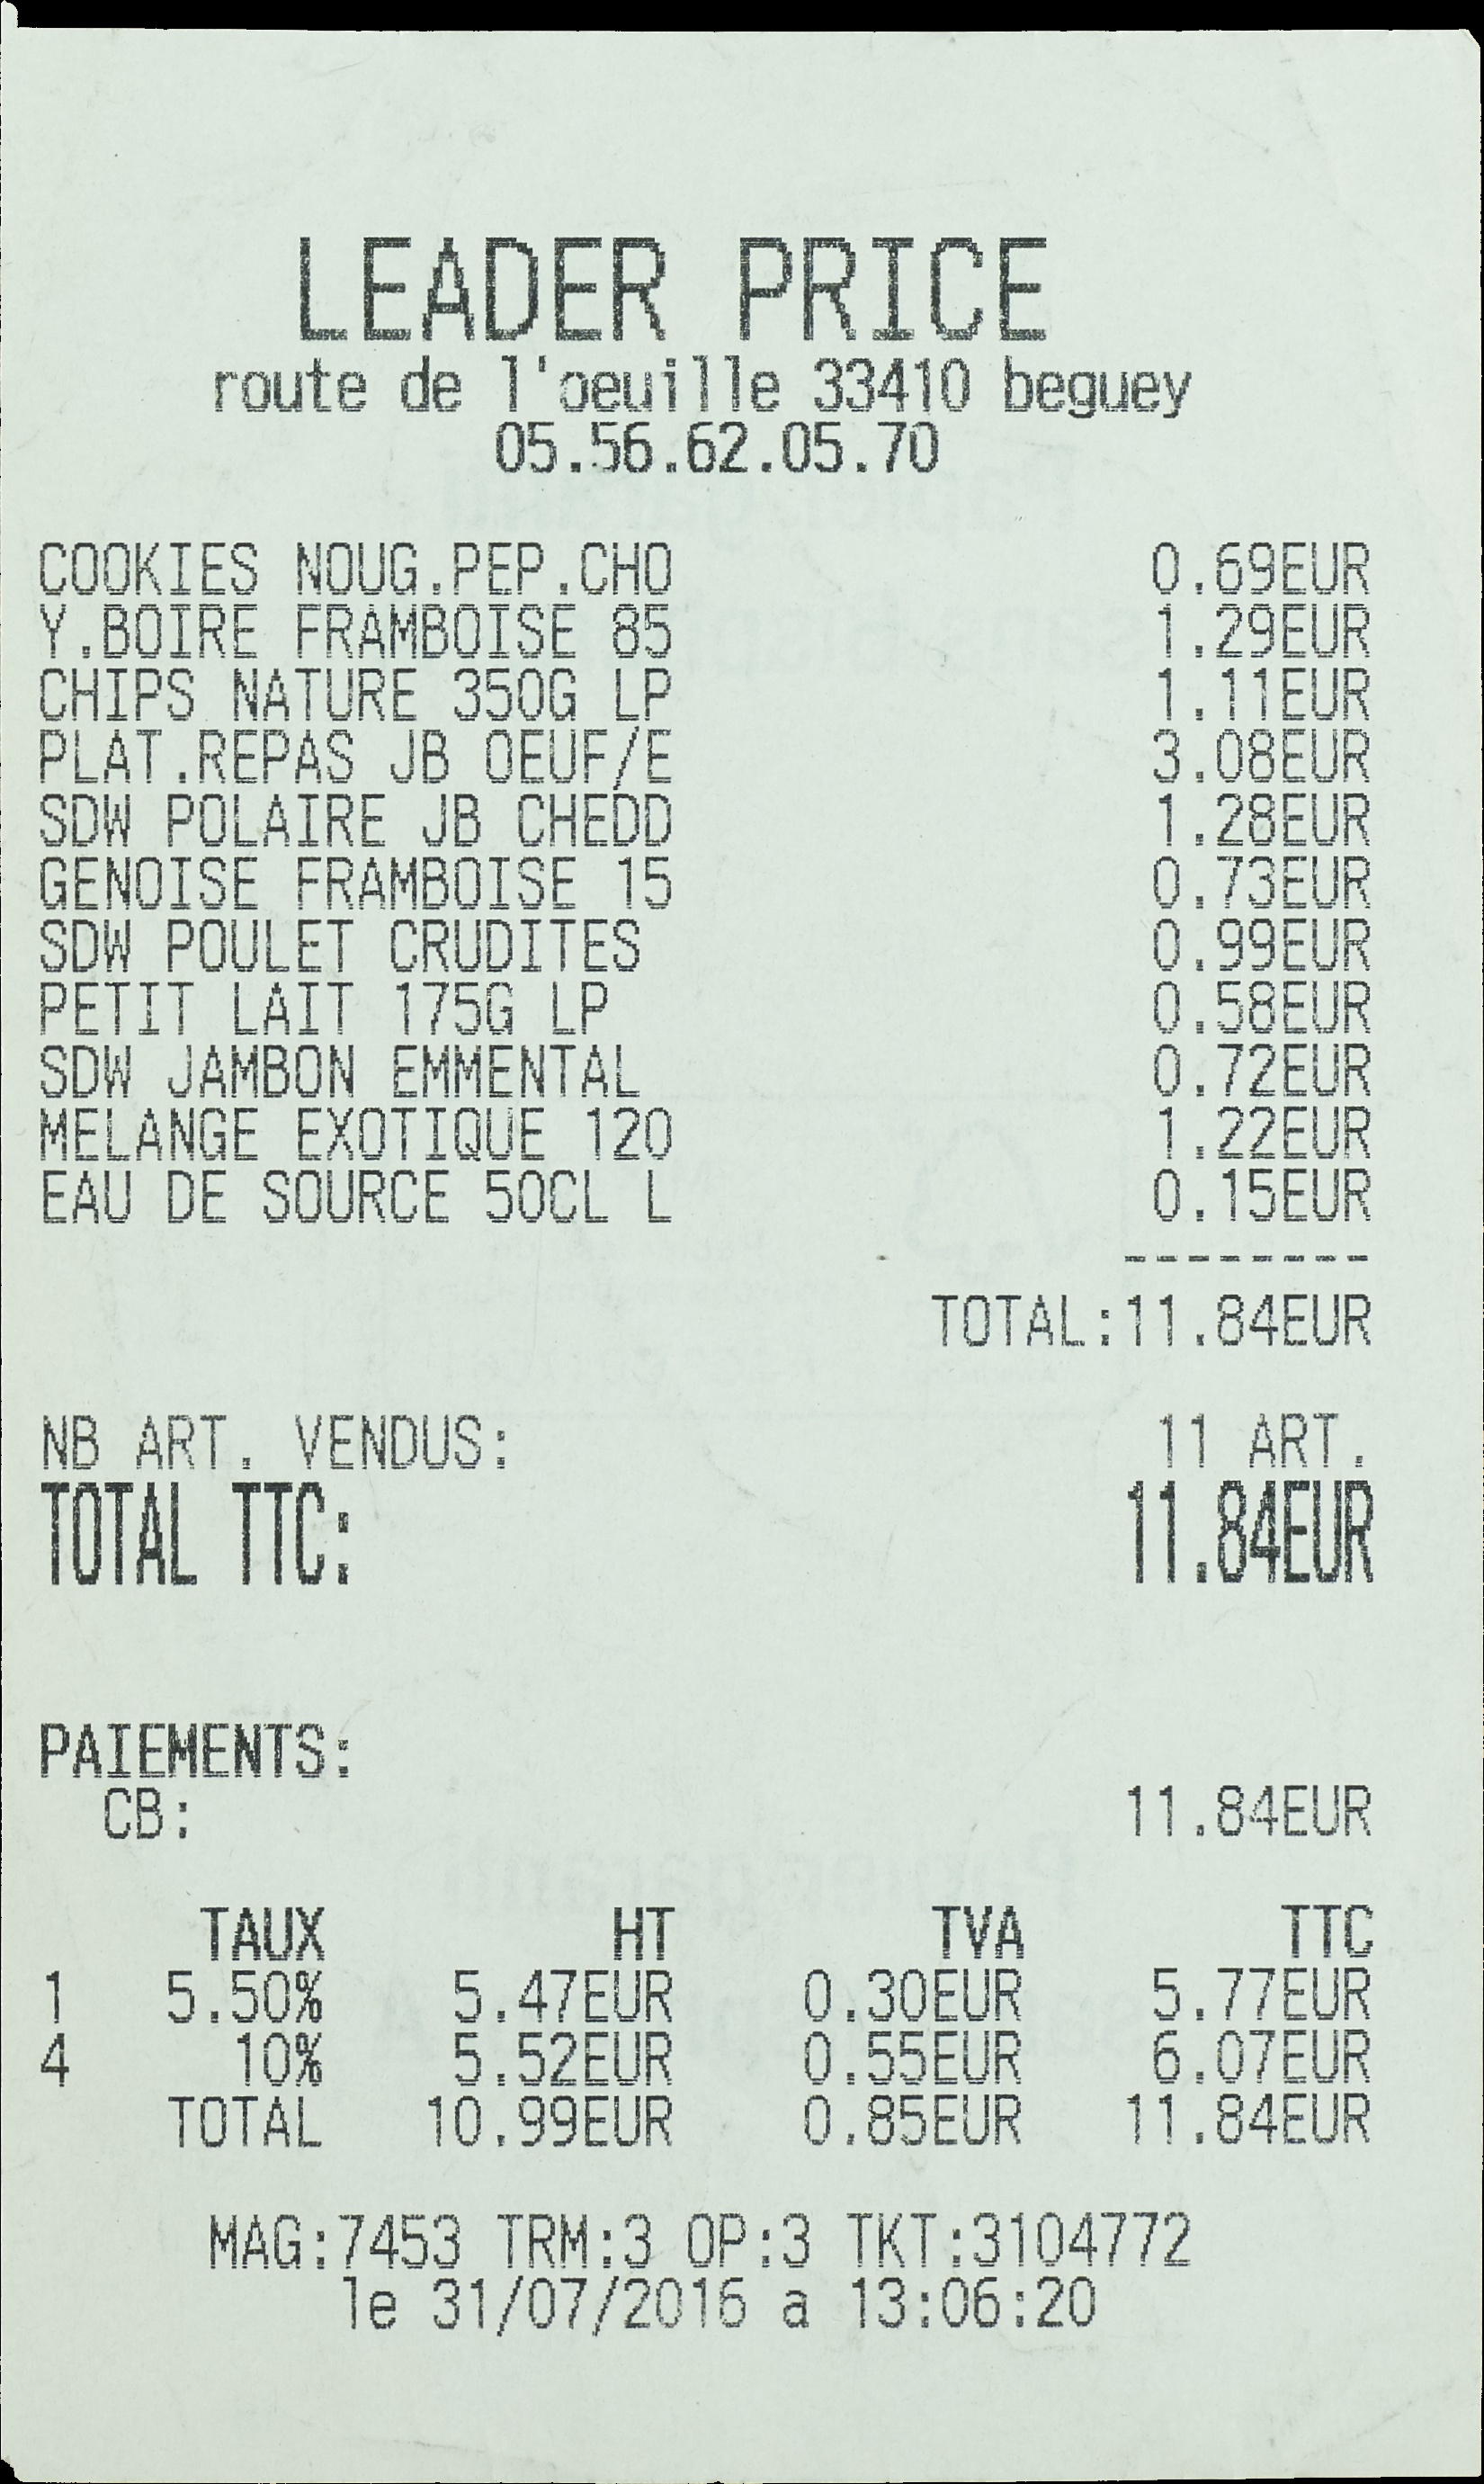 LEADER PRICE
route de l'oeuille 33410 beguey
05.56.62.05.70
COOKIES NOUG.PEP.CHO 0.69EUR
Y.BOIRE FRAMBOISE 85 1.29EUR
CHIPS NATURE 350G LP 1.11EUR
PLAT.REPAS JB OEUF/E 3.08EUR
SDW POLAIRE JB CHEDD 1.28EUR
GENOISE FRAMBOISE 15 0.73EUR
SDW POULET CRUDITES 0.99EUR
PETIT LAIT 175G LP 0.58EUR
SDW JAMBON EMMENTAL 0.72EUR
MELANGE EXOTIQUE 120 1.22EUR
EAU DE SOURCE 50CL L 0.15EUR
--------
TOTAL:11.84EUR
NB ART. VENDUS: 11 ART.
TOTAL TTC: 11.84EUR
PAIEMENTS:
CB: 11.84EUR
TAUX HT TVA TTC
1 5.50% 5.47EUR 0.30EUR 5.77EUR
4 10% 5.52EUR 0.55EUR 6.07EUR
TOTAL 10.99EUR 0.85EUR 11.84EUR
MAG:7453 TRM:3 OP:3 TKT:3104772
le 31/07/2016 a 13:06:20